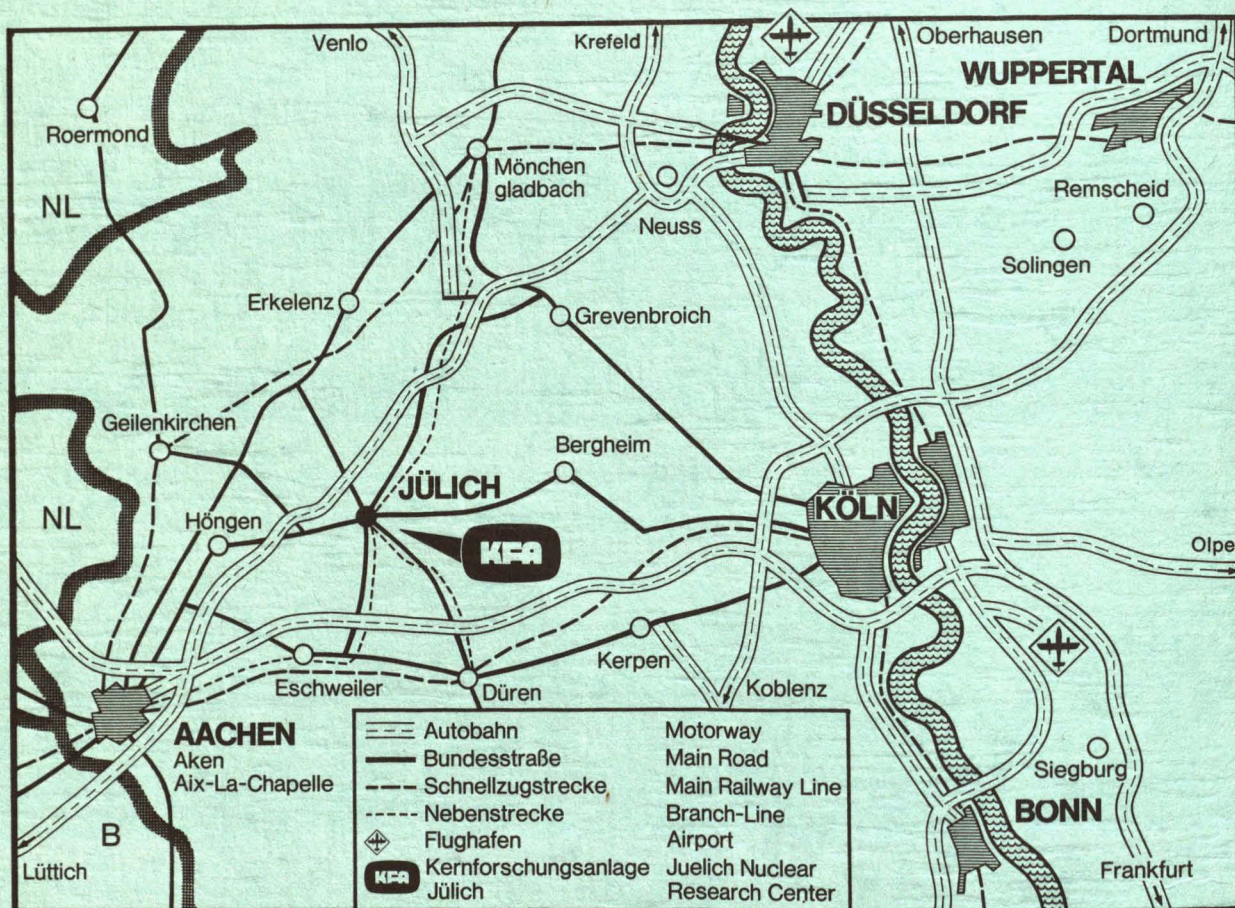 Venlo
Krefeld
Oberhausen
Dortmund
WUPPERTAL
DÜSSELDORF
Roermond
NL
Mönchen
gladbach
Neuss
Remscheid
Solingen
Erkelenz
Grevenbroich
Geilenkirchen
Bergheim
JÜLICH
KÖLN
NL
Höngen
KFA
Olpe
Eschweiler
Düren
Kerpen
Koblenz
AACHEN
Aken
Aix-La-Chapelle
Siegburg
BONN
B
Lüttich
Frankfurt
Autobahn Motorway
Bundesstraße Main Road
Schnellzugstrecke Main Railway Line
Nebenstrecke Branch-Line
Flughafen Airport
KFA Kernforschungsanlage Juelich Nuclear
Jülich Research Center